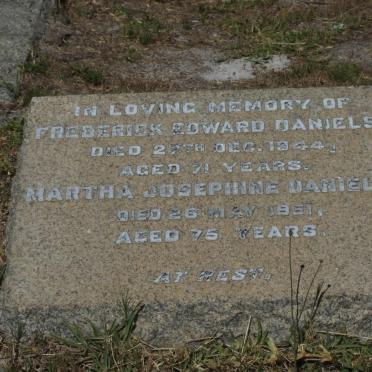 IN LOVING MEMORY OF
FREDERICK EDWARD DANIELS
DIED 27TH DEC. 1944,
AGED 71 YEARS.
MARTHA JOSEPHINE DANIEL
DIED 26 MAY 1951,
AGED 75 YEARS.
AT REST.